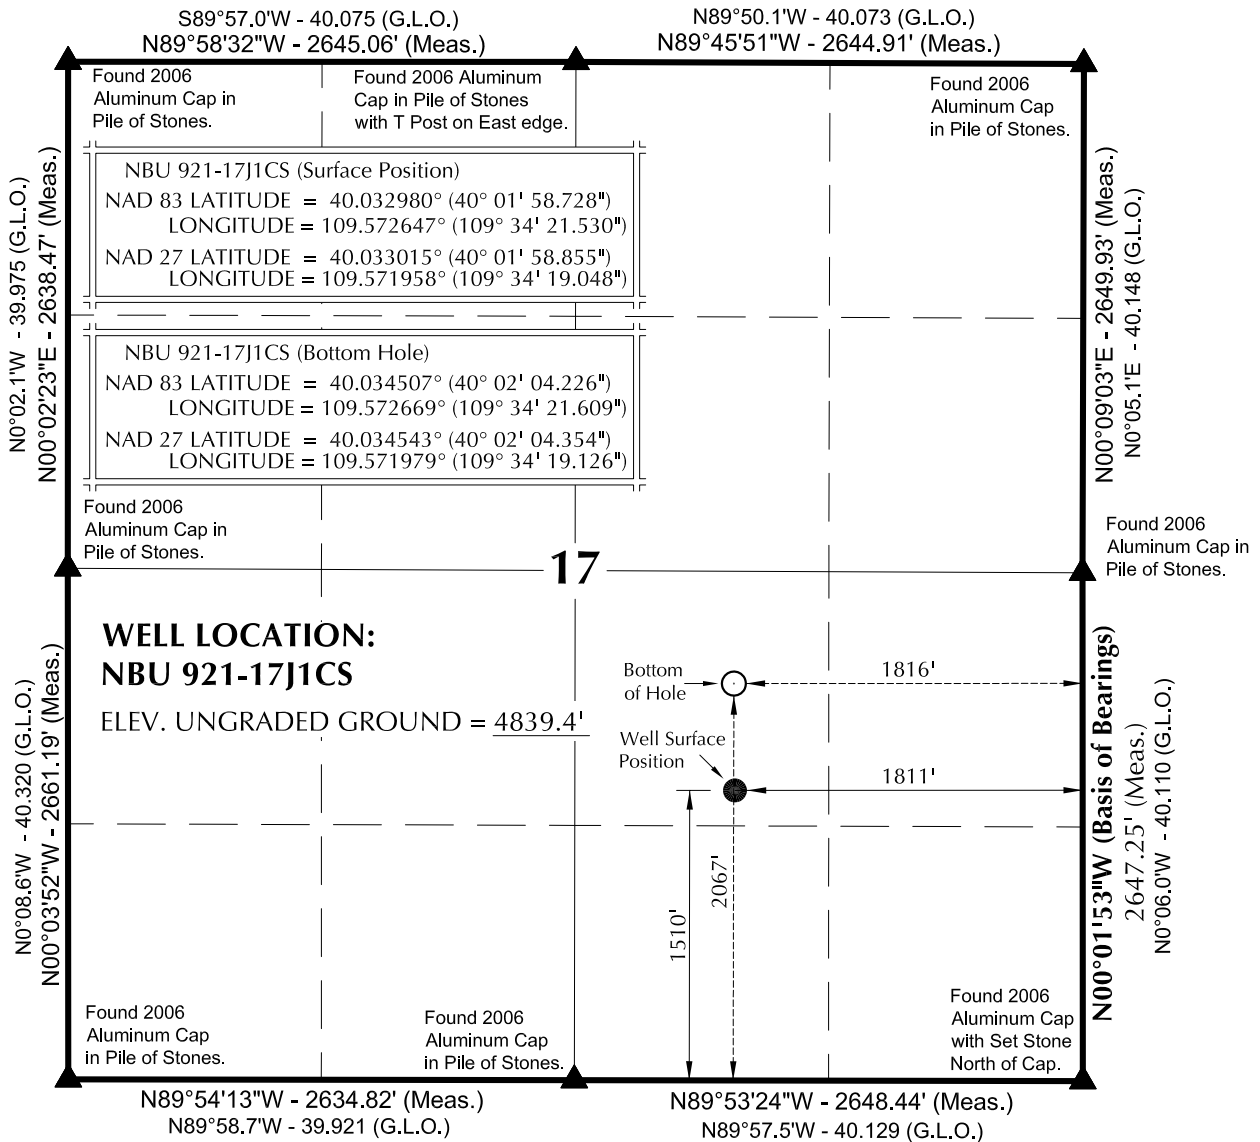 S89°57.0'W - 40.075 (G.L.O.)
N89°58'32"W - 2645.06' (Meas.)
N89°50.1'W - 40.073 (G.L.O.)
N89°45'51"W - 2644.91' (Meas.)
Found 2006
Aluminum Cap in
Pile of Stones.
Found 2006 Aluminum
Cap in Pile of Stones
with T Post on East edge.
Found 2006
Aluminum Cap
in Pile of Stones.
NBU 921-17J1CS (Surface Position)
NAD 83 LATITUDE = 40.032980° (40° 01' 58.728")
LONGITUDE = 109.572647° (109° 34' 21.530")
NAD 27 LATITUDE = 40.033015° (40° 01' 58.855")
LONGITUDE = 109.571958° (109° 34' 19.048")
NBU 921-17J1CS (Bottom Hole)
NAD 83 LATITUDE = 40.034507° (40° 02' 04.226")
LONGITUDE = 109.572669° (109° 34' 21.609")
NAD 27 LATITUDE = 40.034543° (40° 02' 04.354")
LONGITUDE = 109.571979° (109° 34' 19.126")
N0°02.1'W - 39.975 (G.L.O.)
N00°02'23"E - 2638.47' (Meas.)
N00°09'03"E - 2649.93' (Meas.)
N0°05.1'E - 40.148 (G.L.O.)
Found 2006
Aluminum Cap in
Pile of Stones.
Found 2006
Aluminum Cap in
Pile of Stones.
17
WELL LOCATION:
NBU 921-17J1CS
ELEV. UNGRADED GROUND = 4839.4'
Bottom
of Hole
1816'
Well Surface
Position
1811'
2067'
1510'
N0°08.6'W - 40.320 (G.L.O.)
N00°03'52"W - 2661.19' (Meas.)
N00°01'53"W (Basis of Bearings)
2647.25' (Meas.)
N0°06.0'W - 40.110 (G.L.O.)
Found 2006
Aluminum Cap
in Pile of Stones.
Found 2006
Aluminum Cap
in Pile of Stones.
Found 2006
Aluminum Cap
with Set Stone
North of Cap.
N89°54'13"W - 2634.82' (Meas.)
N89°58.7'W - 39.921 (G.L.O.)
N89°53'24"W - 2648.44' (Meas.)
N89°57.5'W - 40.129 (G.L.O.)